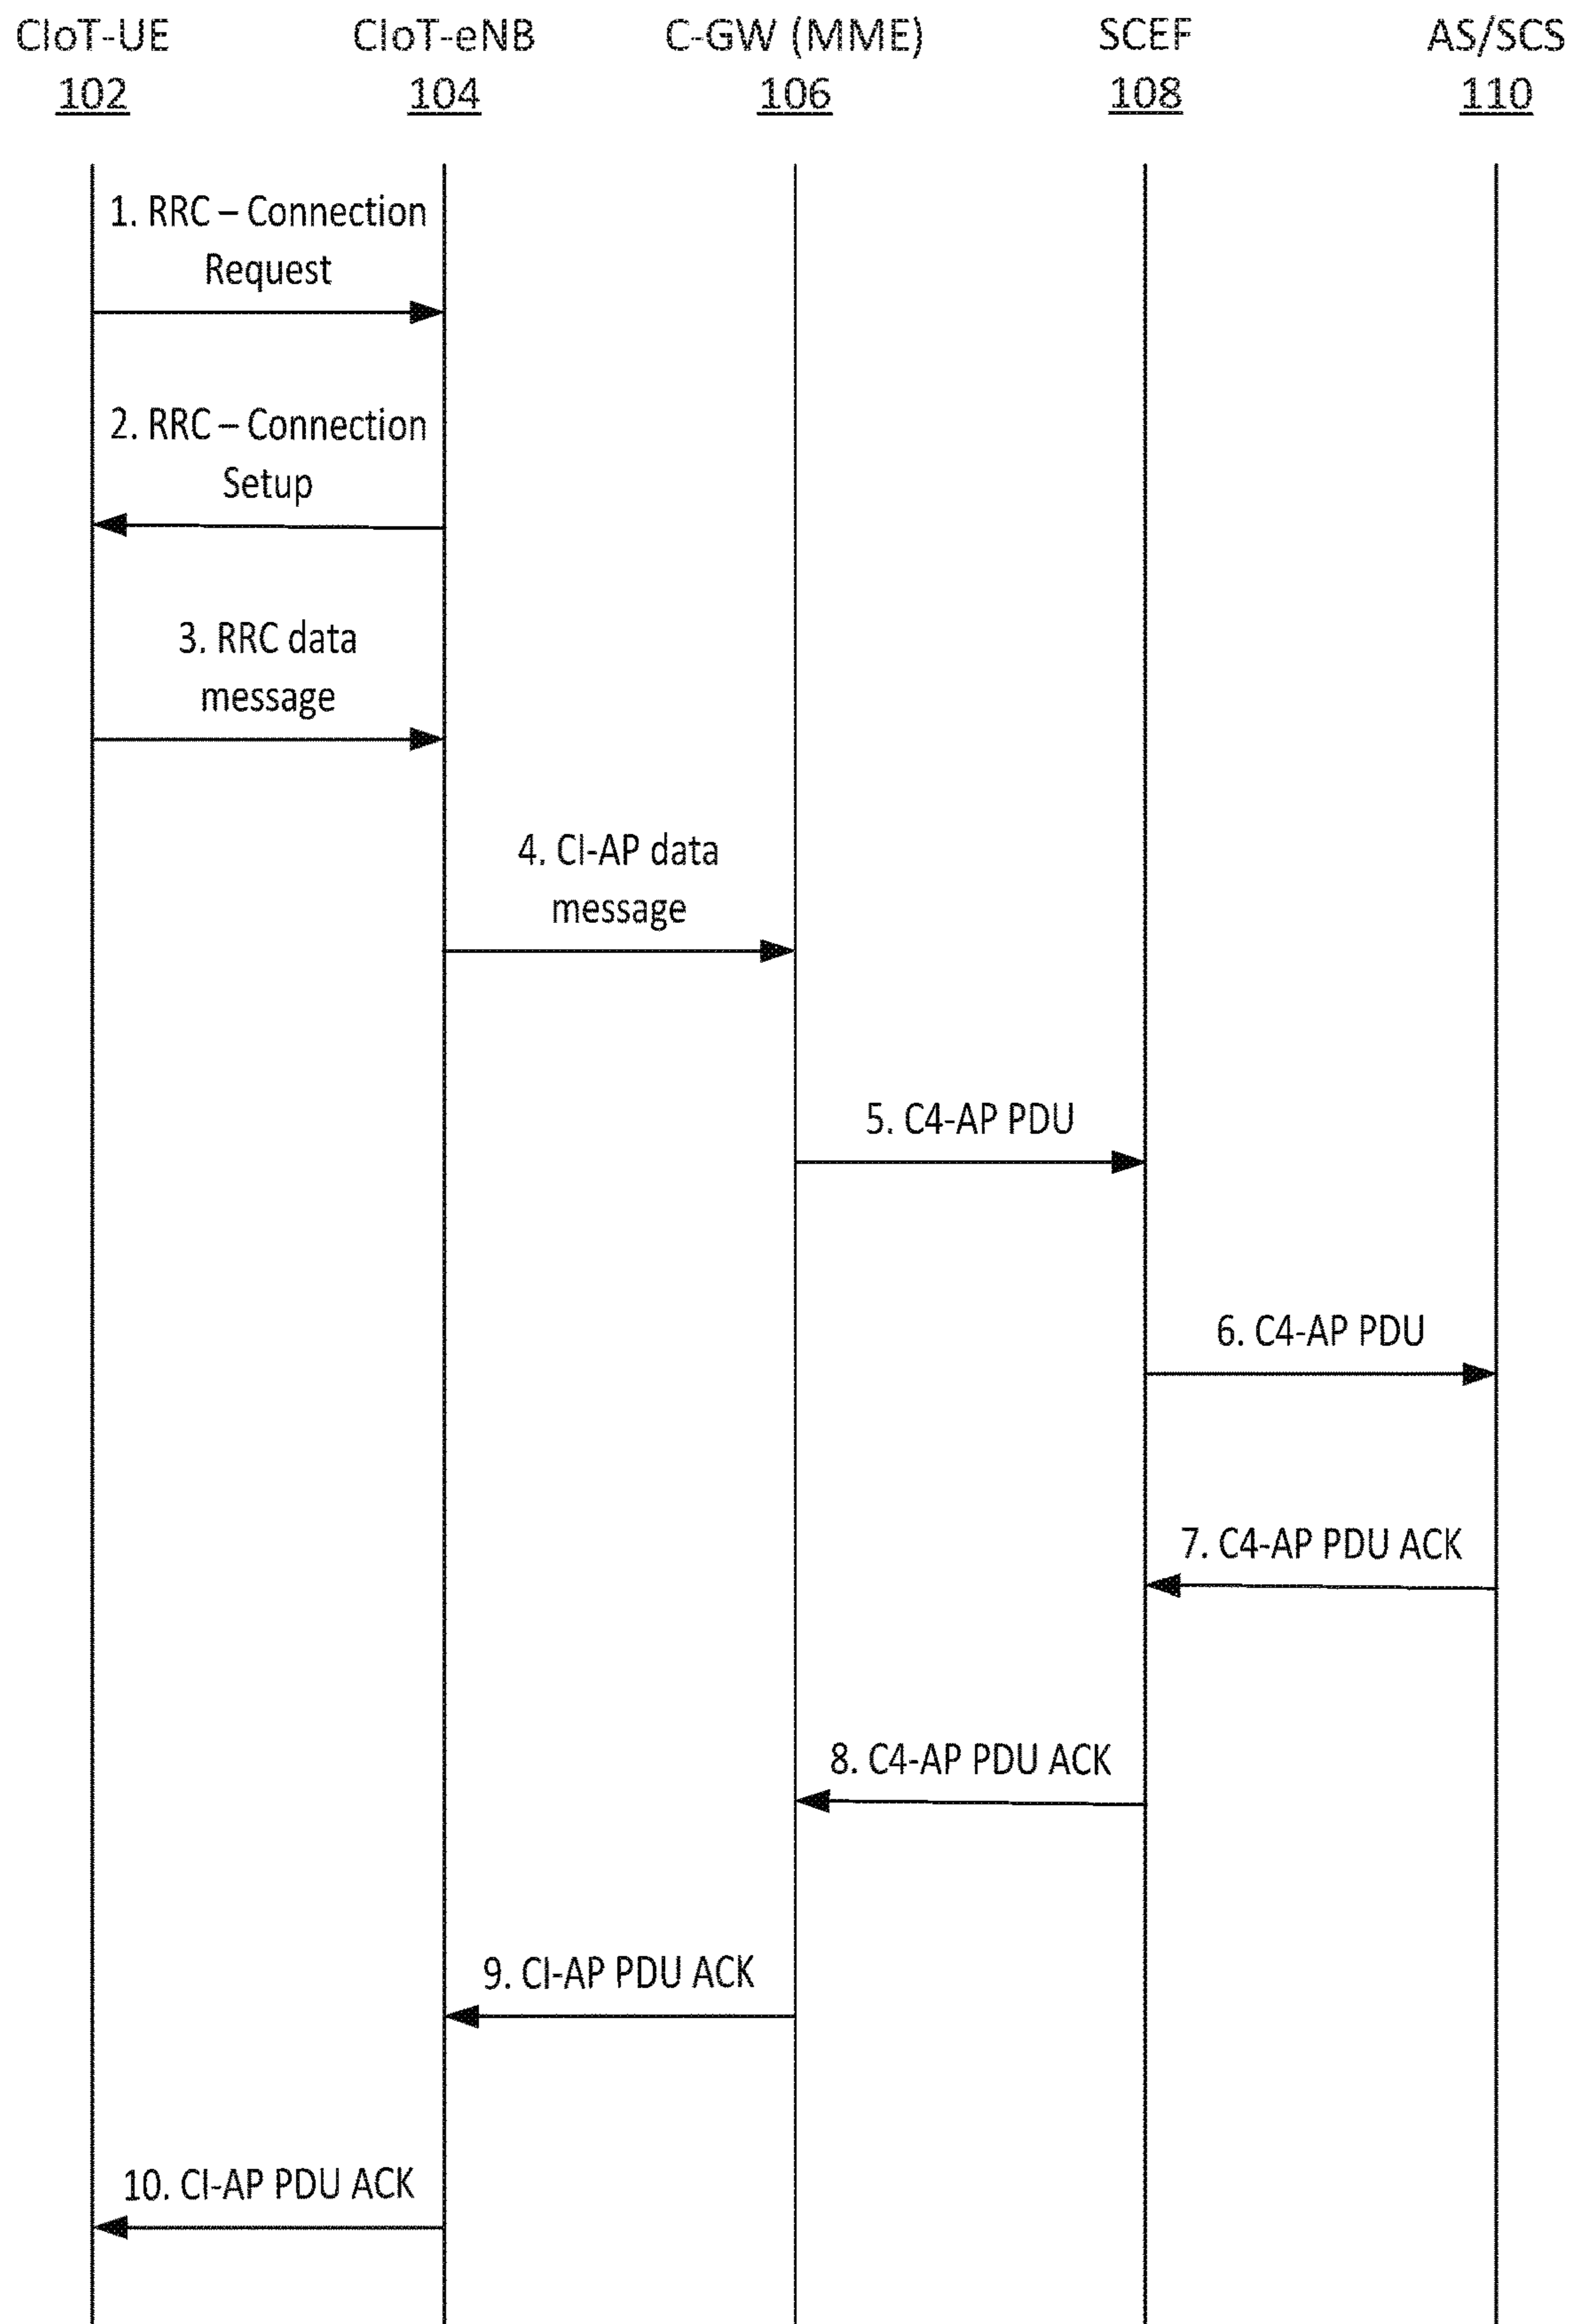 CIoT-UE CIoT-eNB C-GW (MME) SCEF AS/SCS
102 104 106 108 110
1. RRC – Connection
Request
2. RRC – Connection
Setup
3. RRC data
message
4. CI-AP data
message
5. C4-AP PDU
6. C4-AP PDU
7. C4-AP PDU ACK
8. C4-AP PDU ACK
9. CI-AP PDU ACK
10. CI-AP PDU ACK